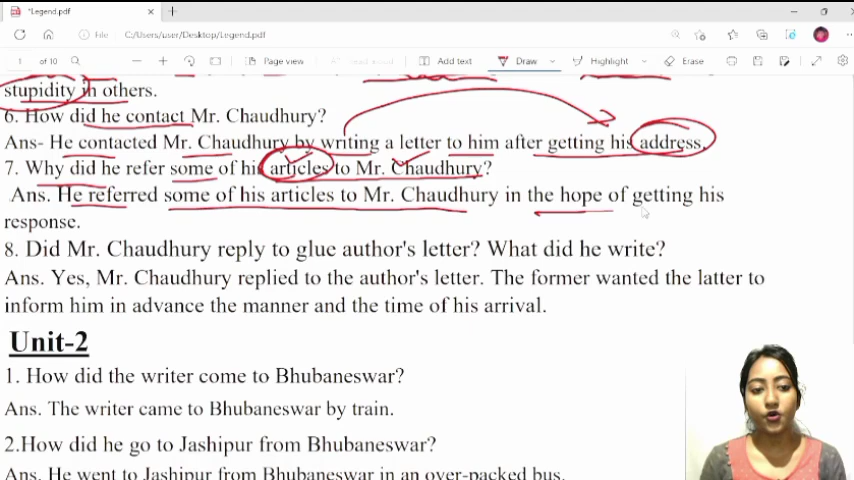 *Legend.pdf
File
C:/Users/user/Desktop/Legend.pdf
1 of 10
Page view
Add text
Draw
Highlight
Erase
stupidity in others.
6. How did he contact Mr. Chaudhury?
Ans- He contacted Mr. Chaudhury by writing a letter to him after getting his address.
7. Why did he refer some of his articles to Mr. Chaudhury?
Ans. He referred some of his articles to Mr. Chaudhury in the hope of getting his
response.
8. Did Mr. Chaudhury reply to glue author's letter? What did he write?
Ans. Yes, Mr. Chaudhury replied to the author's letter. The former wanted the latter to
inform him in advance the manner and the time of his arrival.
Unit-2
1. How did the writer come to Bhubaneswar?
Ans. The writer came to Bhubaneswar by train.
2.How did he go to Jashipur from Bhubaneswar?
Ans. He went to Jashipur from Bhubaneswar in an over-packed bus.